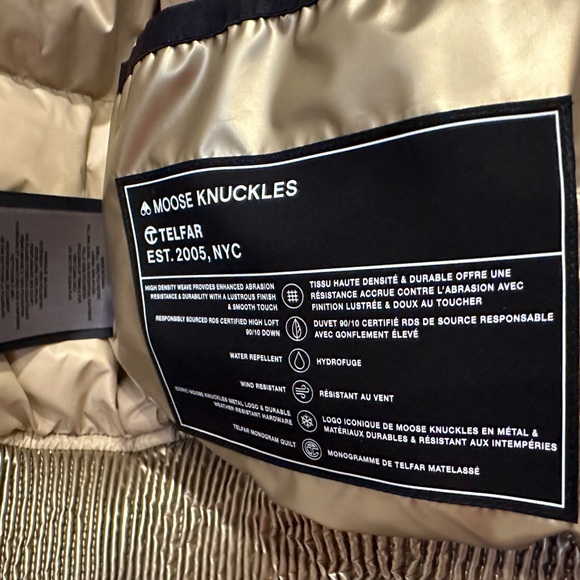 MOOSE KNUCKLES
TELFAR
EST. 2005, NYC
HIGH DENSITY WEAVE PROVIDES ENHANCED ABRASION
RESISTANCE & DURABILITY WITH A LUSTROUS FINISH
& SMOOTH TOUCH
TISSU HAUTE DENSITÉ & DURABLE OFFRE UNE
RÉSISTANCE ACCRUE CONTRE L'ABRASION AVEC
FINITION LUSTRÉE & DOUX AU TOUCHER
RESPONSIBLY SOURCED RDS CERTIFIED HIGH LOFT
90/10 DOWN
DUVET 90/10 CERTIFIÉ RDS DE SOURCE RESPONSABLE
AVEC GONFLEMENT ÉLEVÉ
WATER REPELLENT
HYDROFUGE
WIND RESISTANT
RÉSISTANT AU VENT
ICONIC MOOSE KNUCKLES METAL LOGO & DURABLE
WEATHER RESISTANT HARDWARE
LOGO ICONIQUE DE MOOSE KNUCKLES EN MÉTAL &
MATÉRIAUX DURABLES & RÉSISTANT AUX INTEMPÉRIES
TELFAR MONOGRAM QUILT
MONOGRAMME DE TELFAR MATELASSÉ